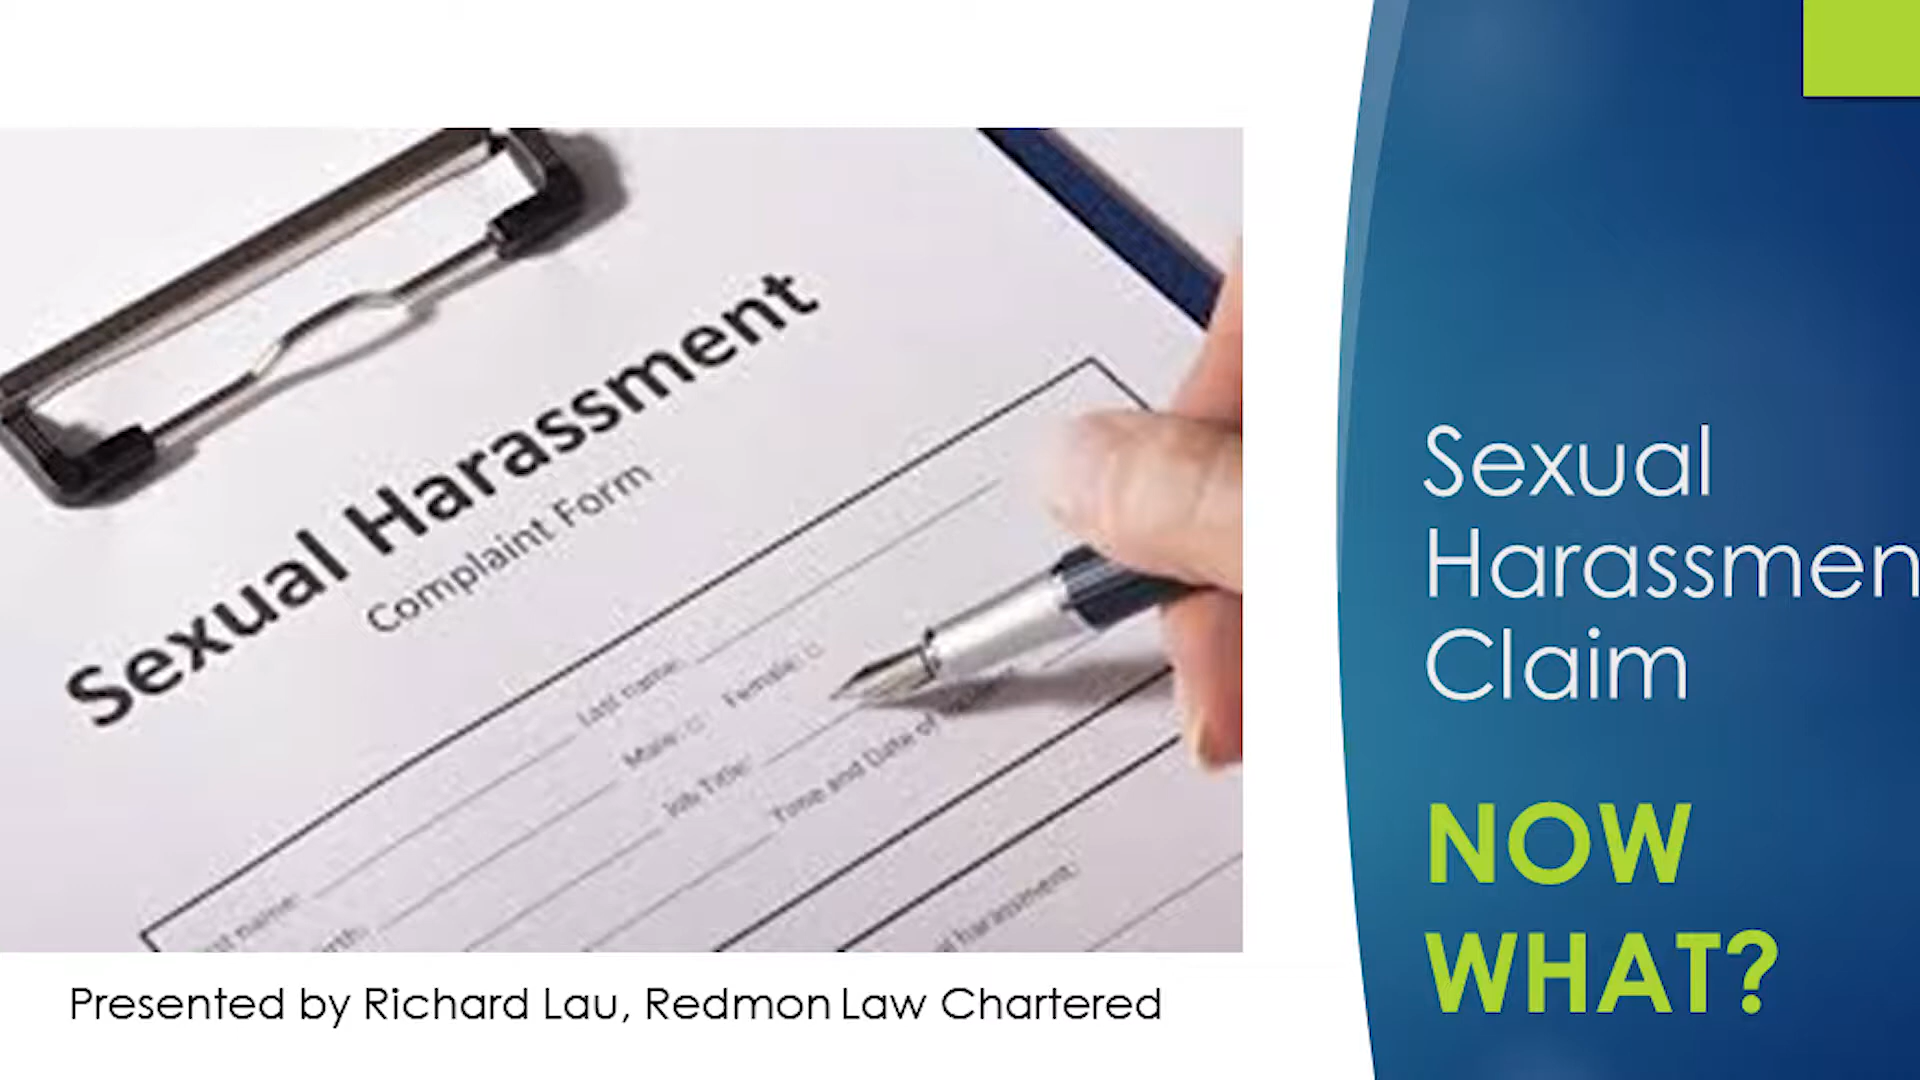 Sexual Harassment
Complaint Form
Last name:
Male: Female:
Job Title:
Time and Date of
harassment:
Presented by Richard Lau, Redmon Law Chartered
Sexual
Harassmen
Claim
NOW
WHAT?